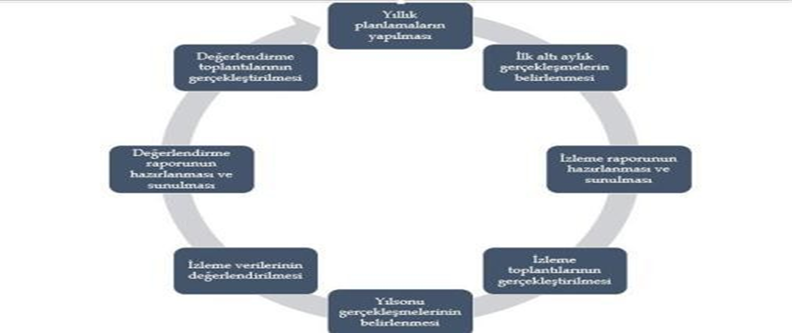 Yıllık
planlamaların
yapılması
İlk altı aylık
gerçekleşmelerin
belirlenmesi
İzleme raporunun
hazırlanması ve
sunulması
İzleme
toplantılarının
gerçekleştirilmesi
Yılsonu
gerçekleşmelerinin
belirlenmesi
İzleme verilerinin
değerlendirilmesi
Değerlendirme
raporunun
hazırlanması ve
sunulması
Değerlendirme
toplantılarının
gerçekleştirilmesi